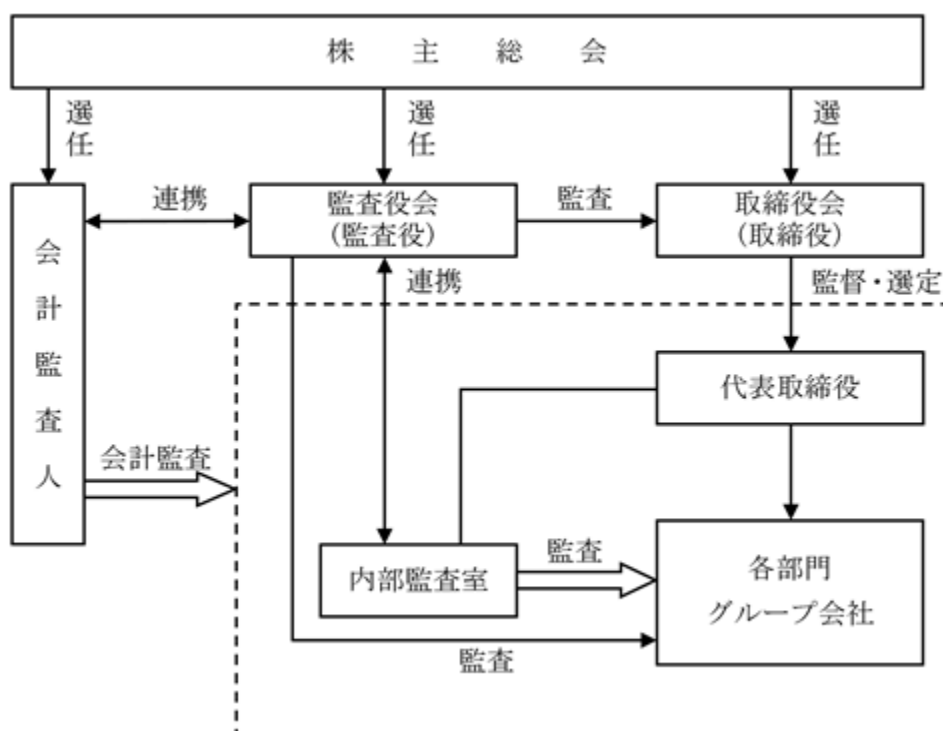 株主総会
選任
選任
選任
連携
監査役会
(監査役)
監査
取締役会
(取締役)
会計監査人
連携
監督・選定
代表取締役
会計監査
内部監査室
監査
各部門
グループ会社
監査